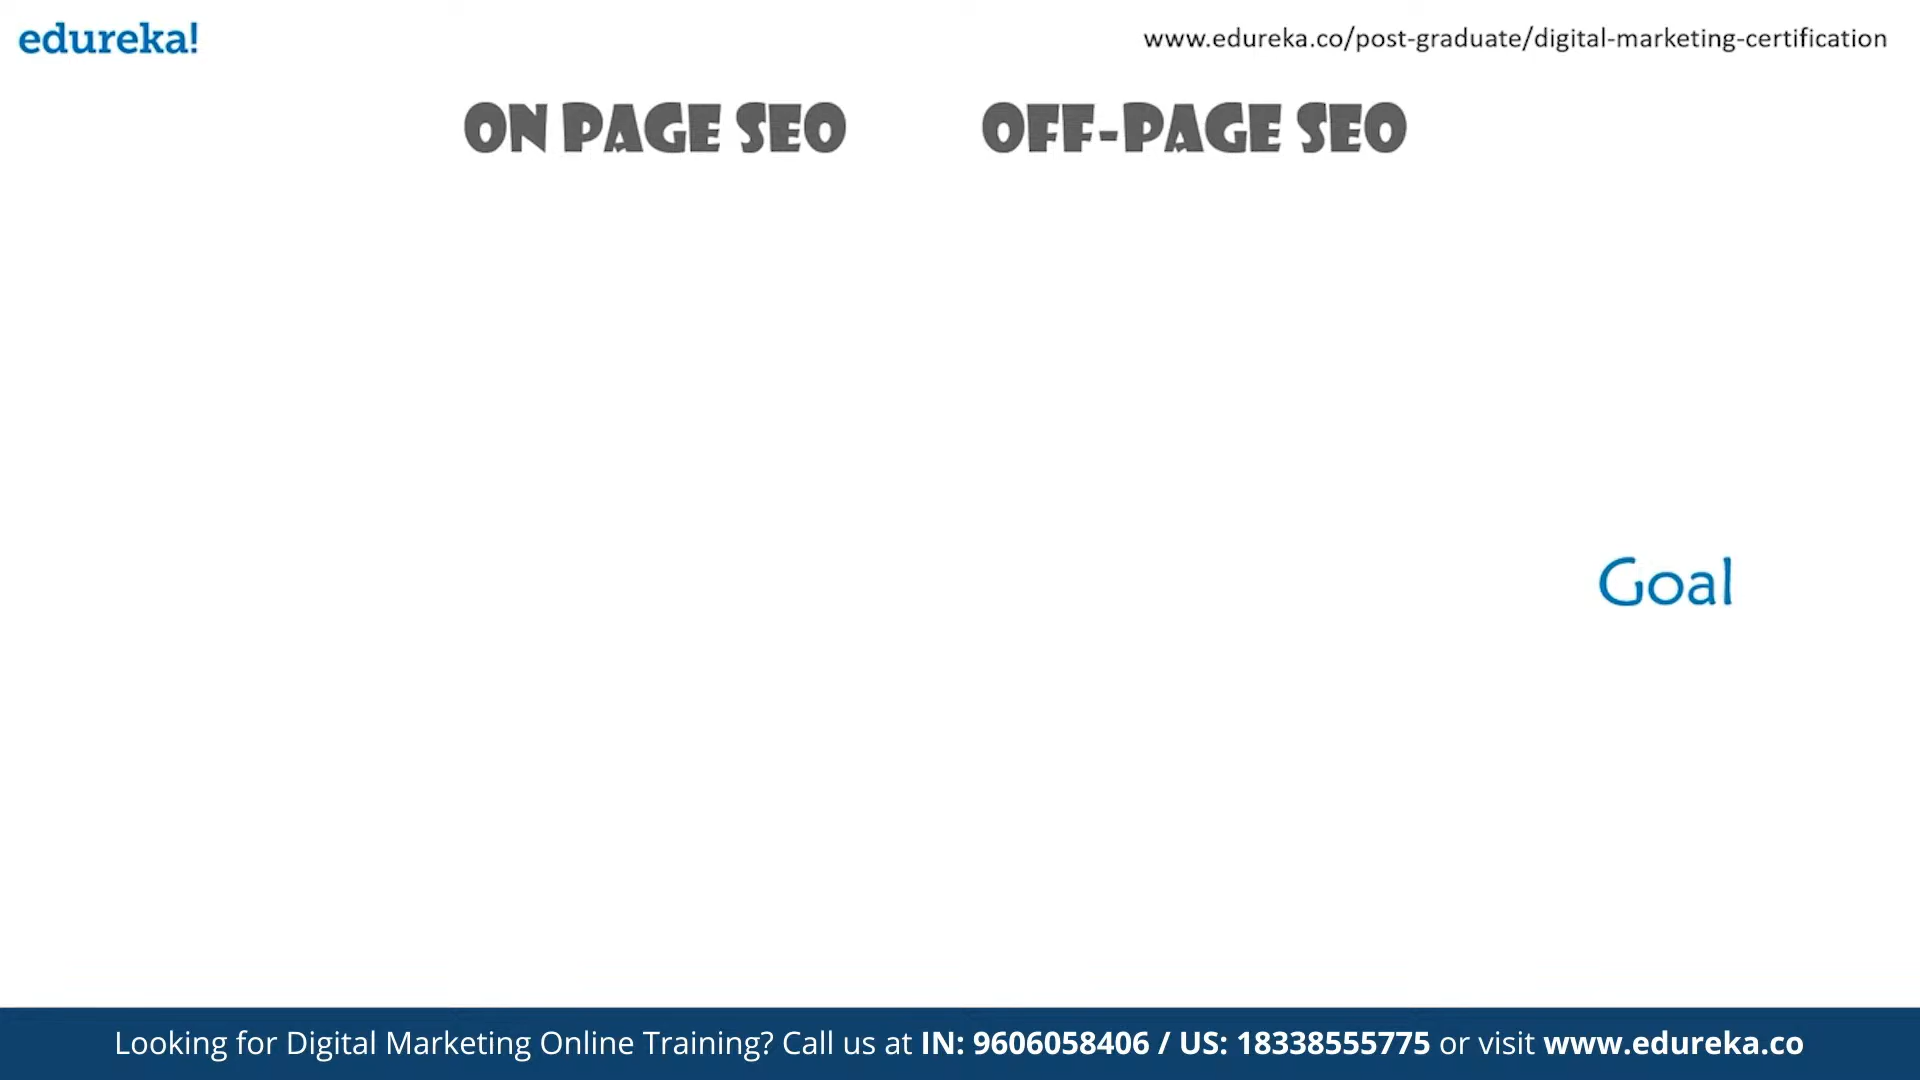 edureka!
www.edureka.co/post-graduate/digital-marketing-certification
ON PAGE SEO
OFF-PAGE SEO
Goal
Looking for Digital Marketing Online Training? Call us at IN: 9606058406 / US: 18338555775 or visit www.edureka.co